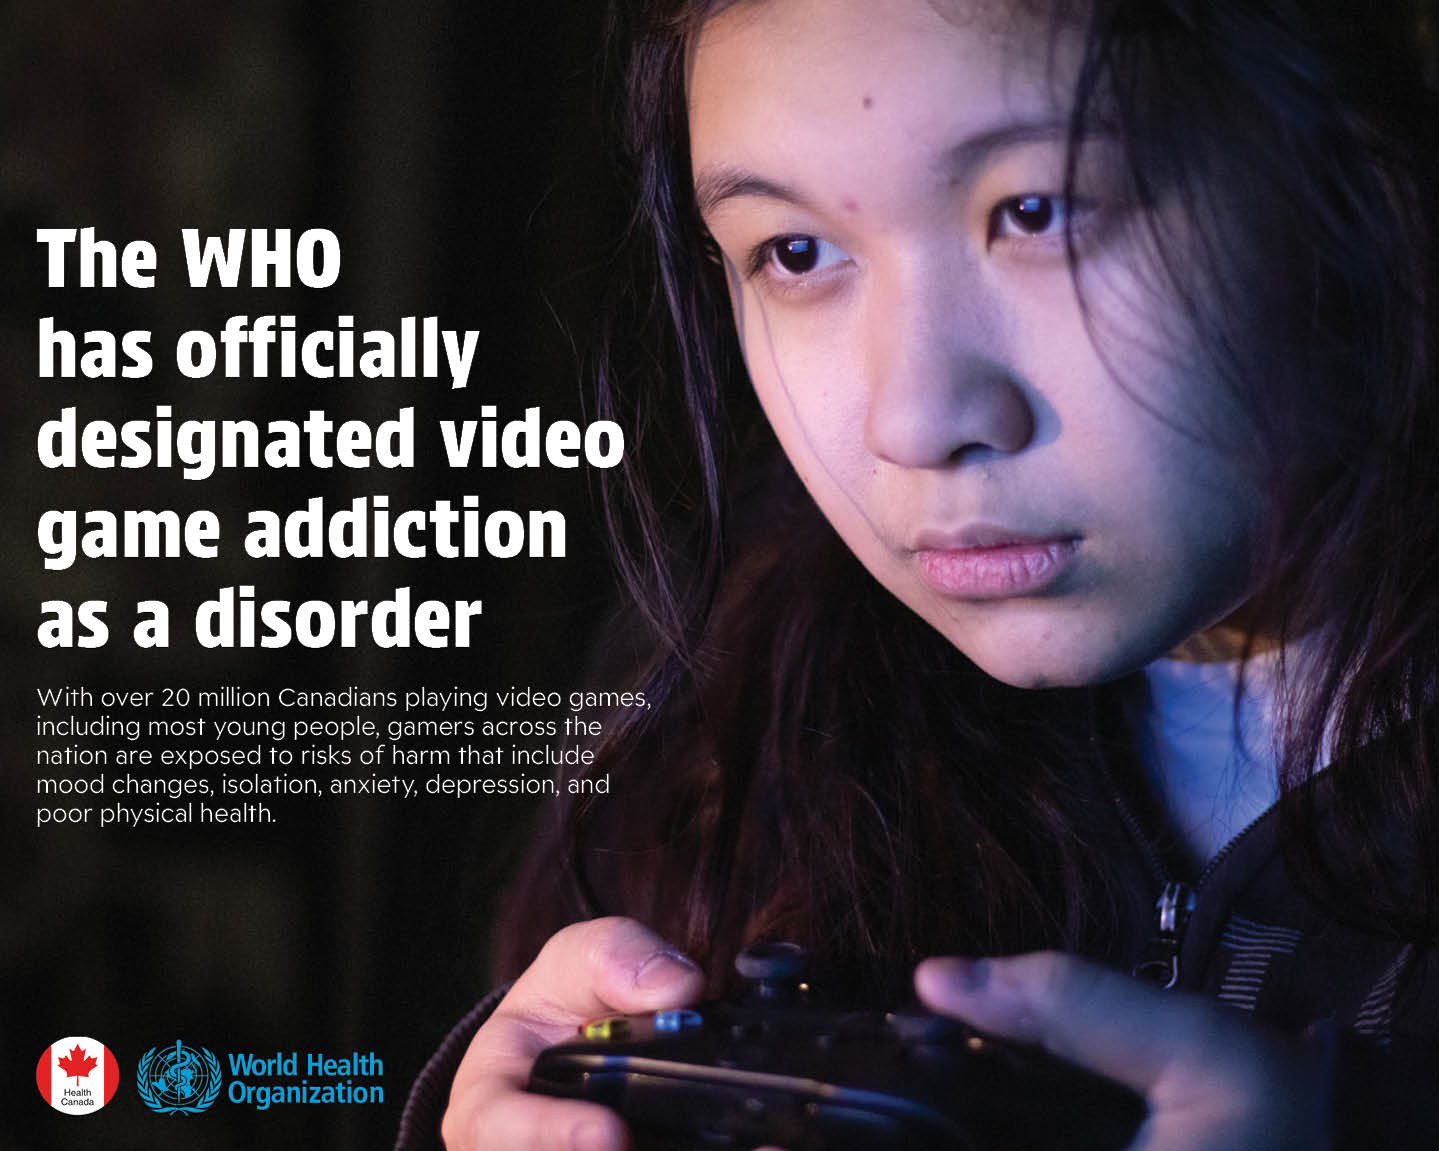 The WHO
has officially
designated video
game addiction
as a disorder
With over 20 million Canadians playing video games,
including most young people, gamers across the
nation are exposed to risks of harm that include
mood changes, isolation, anxiety, depression, and
poor physical health.
Health
Canada
World Health
Organization